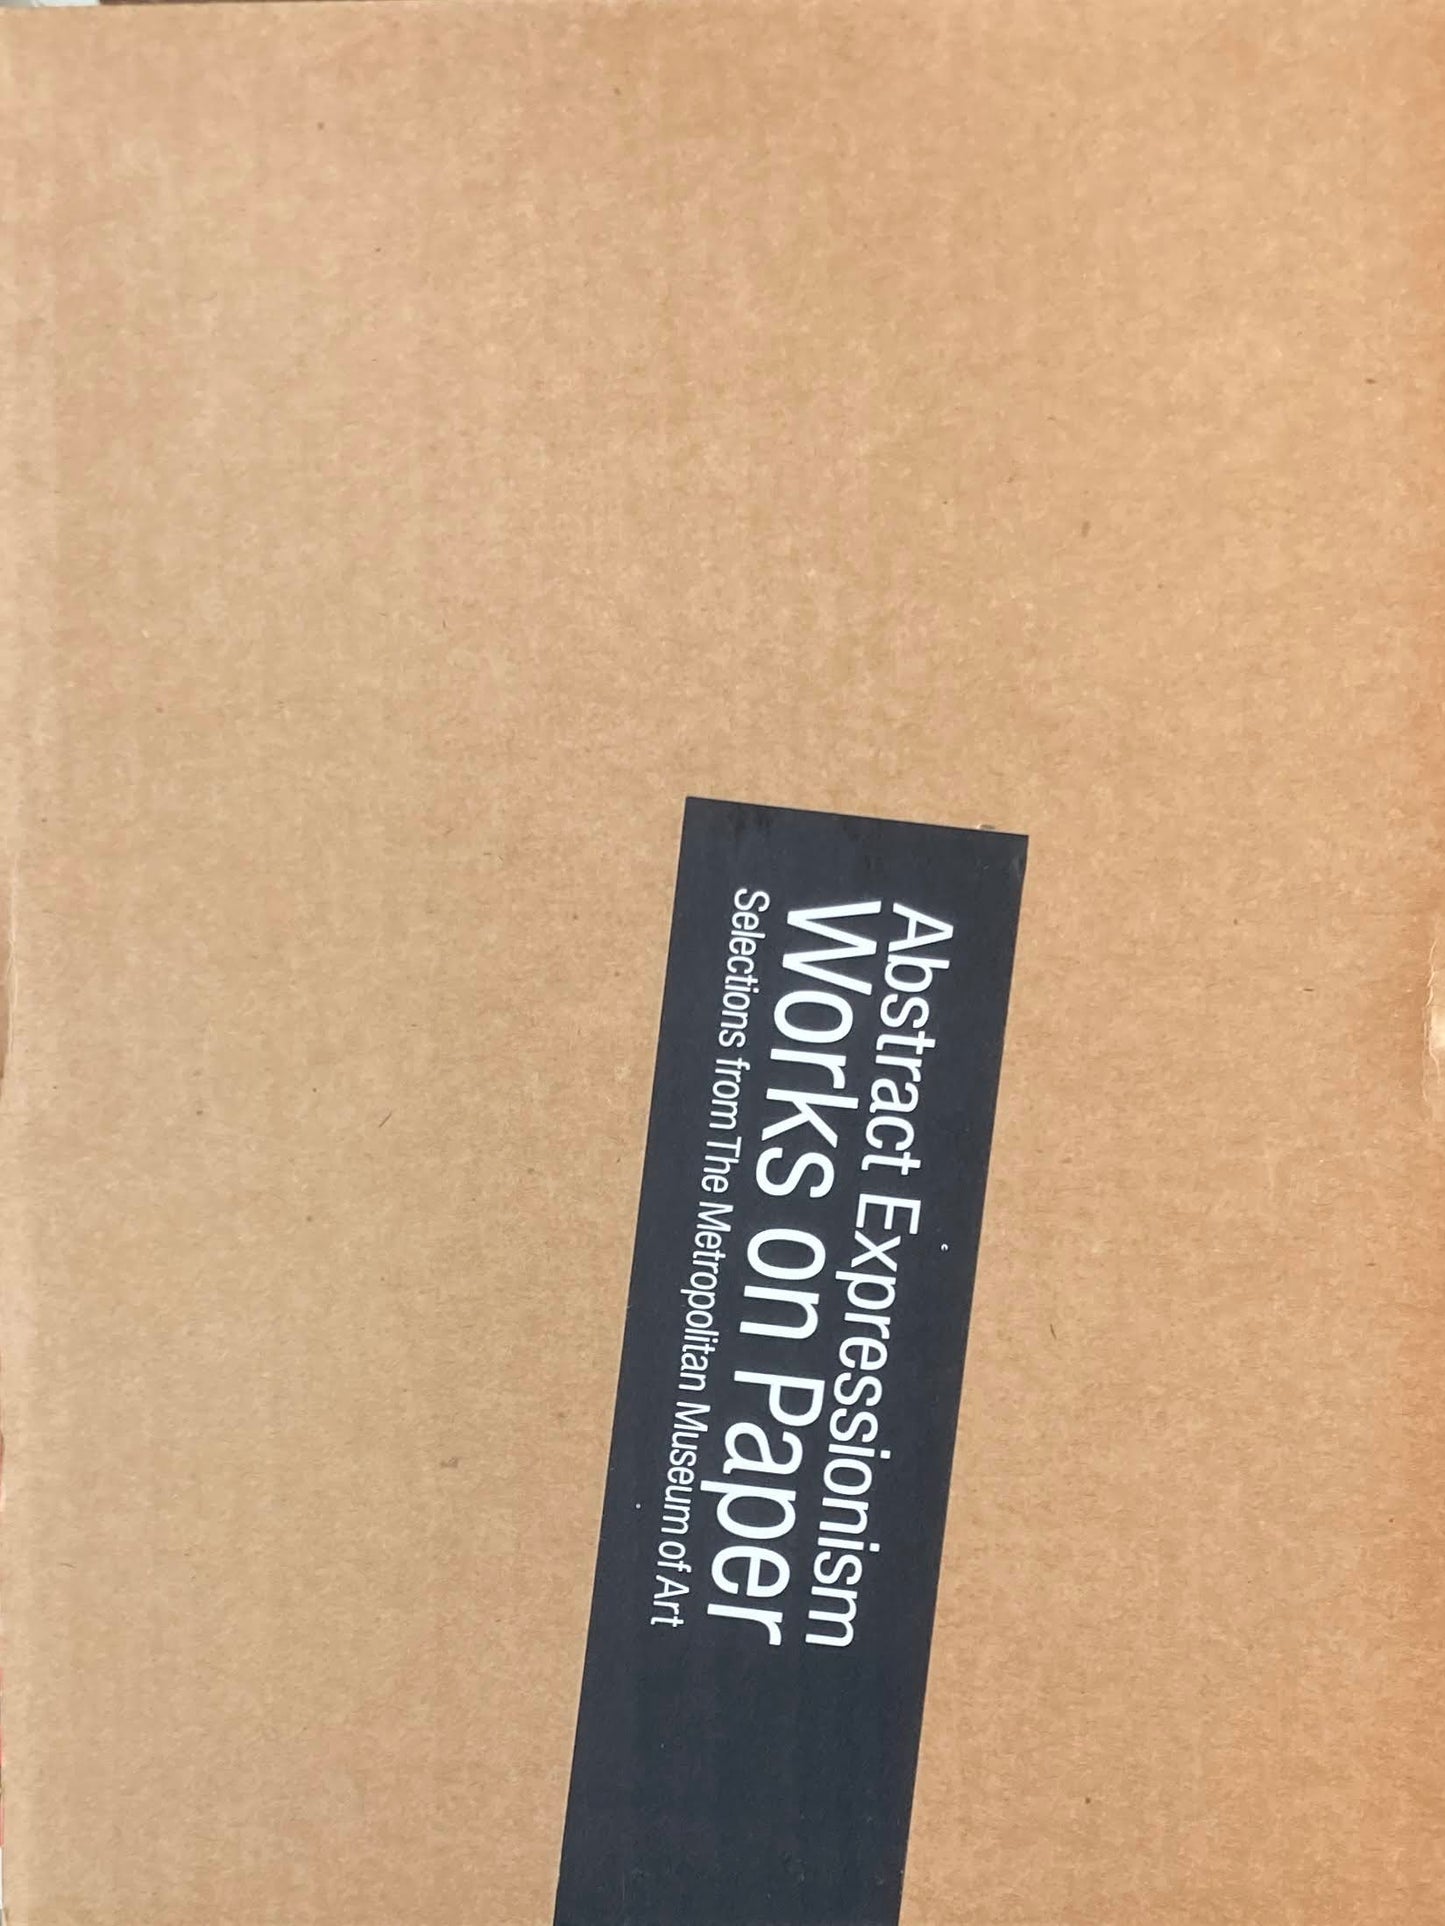 Abstract Expressionism
Works on Paper
Selections from The Metropolitan Museum of Art